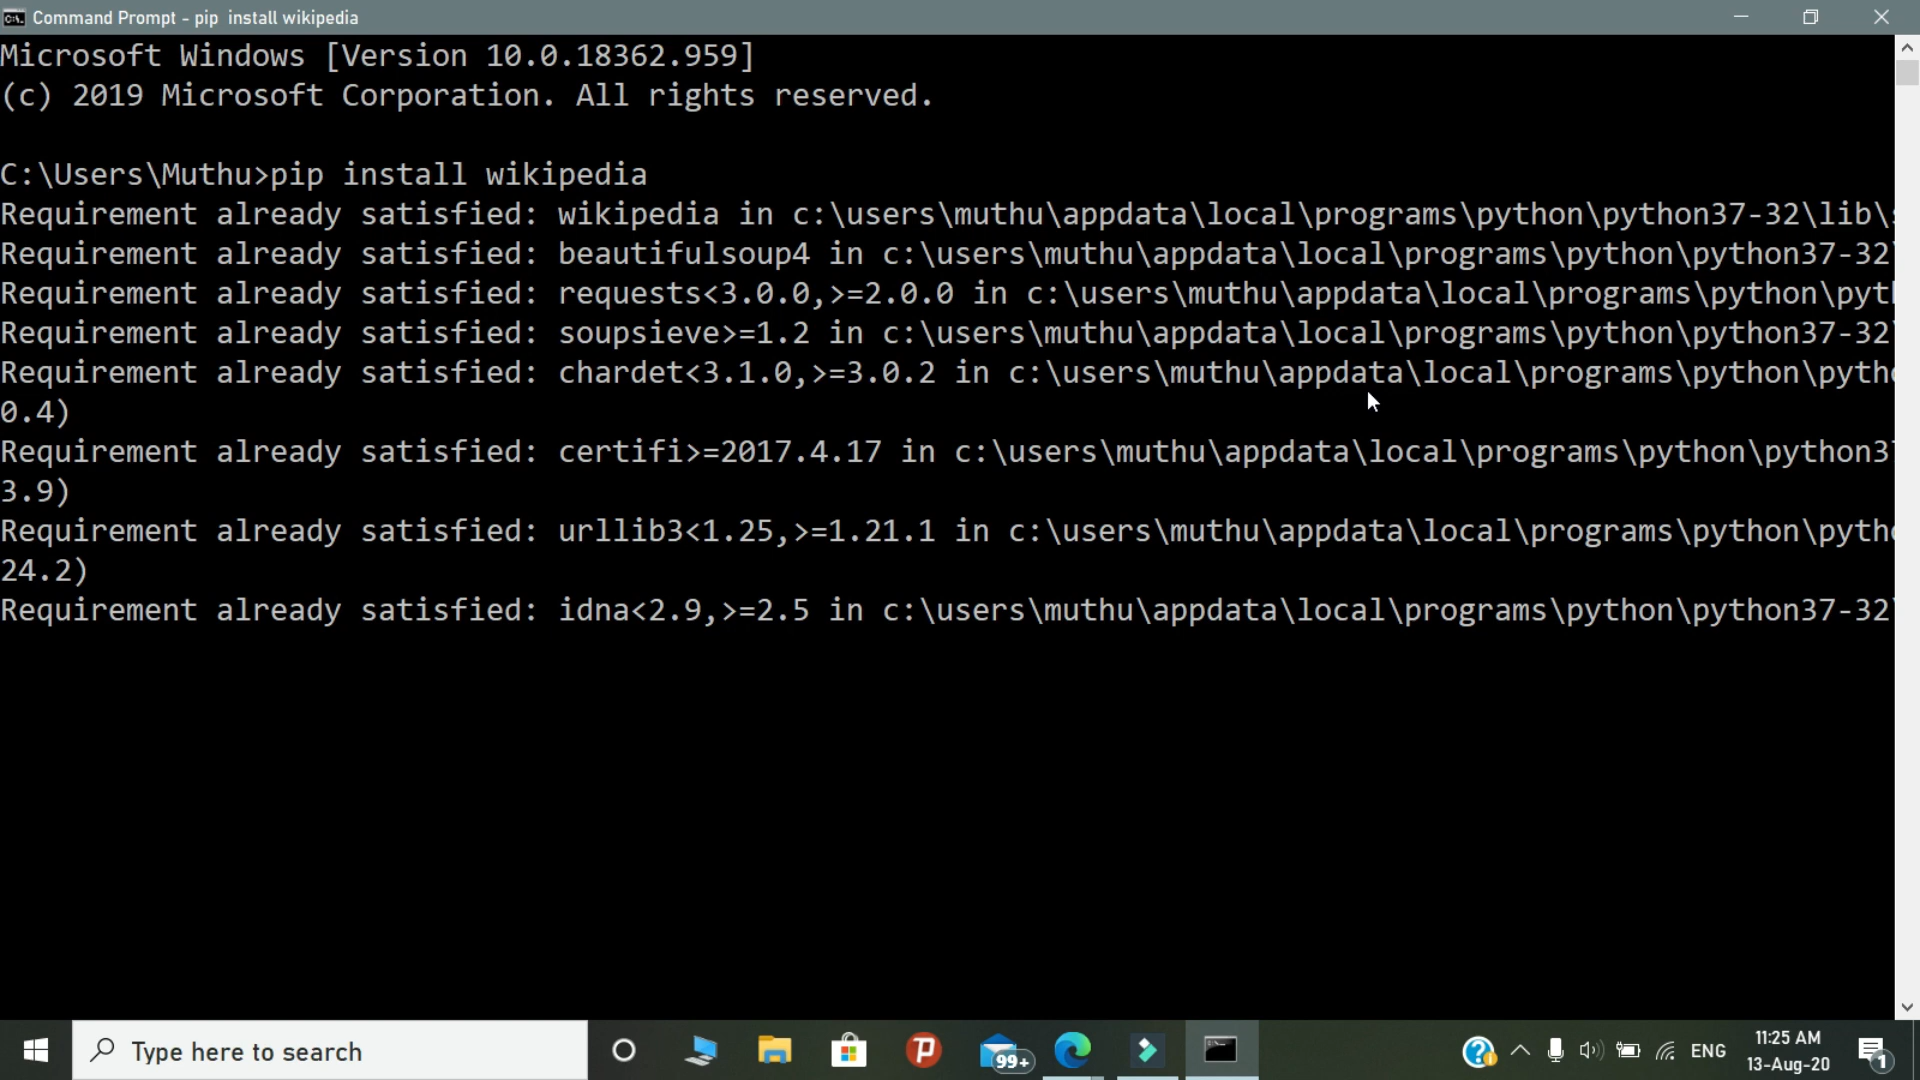 Command Prompt - pip  install wikipedia
Microsoft Windows [Version 10.0.18362.959]
(c) 2019 Microsoft Corporation. All rights reserved.
C:\Users\Muthu>pip install wikipedia
Requirement already satisfied: wikipedia in c:\users\muthu\appdata\local\programs\python\python37-32\lib\
Requirement already satisfied: beautifulsoup4 in c:\users\muthu\appdata\local\programs\python\python37-32
Requirement already satisfied: requests<3.0.0,>=2.0.0 in c:\users\muthu\appdata\local\programs\python\pyt
Requirement already satisfied: soupsieve>=1.2 in c:\users\muthu\appdata\local\programs\python\python37-32
Requirement already satisfied: chardet<3.1.0,>=3.0.2 in c:\users\muthu\appdata\local\programs\python\pyth
0.4)
Requirement already satisfied: certifi>=2017.4.17 in c:\users\muthu\appdata\local\programs\python\python3
3.9)
Requirement already satisfied: urllib3<1.25,>=1.21.1 in c:\users\muthu\appdata\local\programs\python\pyth
24.2)
Requirement already satisfied: idna<2.9,>=2.5 in c:\users\muthu\appdata\local\programs\python\python37-32
Type here to search
99+
ENG
11:25 AM
13-Aug-20
1